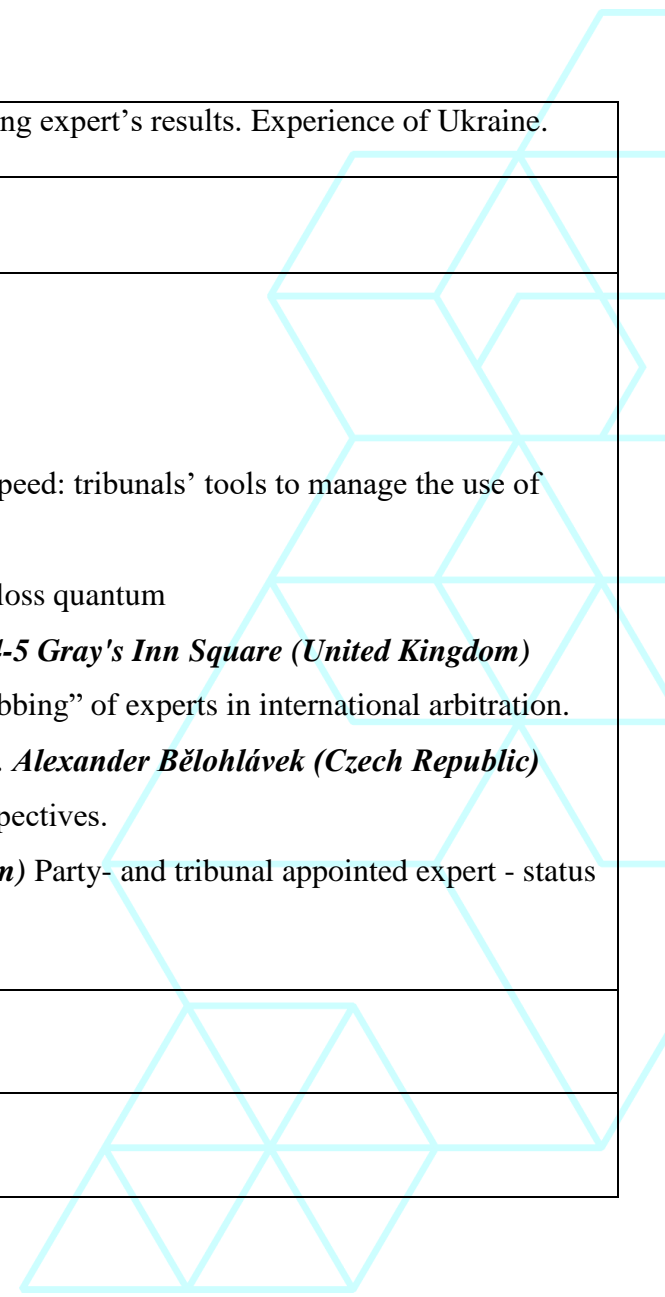 ng expert’s results. Experience of Ukraine.
peed: tribunals’ tools to manage the use of
loss quantum
4-5 Gray's Inn Square (United Kingdom)
bbing” of experts in international arbitration.
. Alexander Bělohlávek (Czech Republic)
pectives.
m) Party- and tribunal appointed expert - status